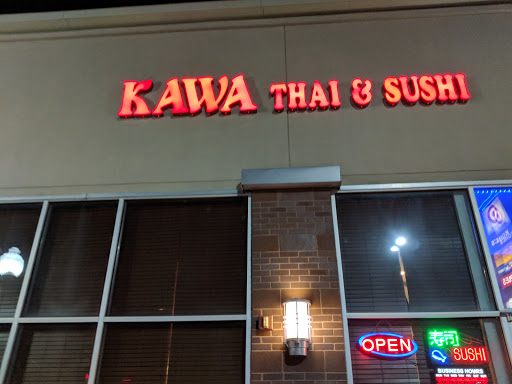 KAWA THAI & SUSHI
OPEN
寿司
SUSHI
BUSINESS HOURS